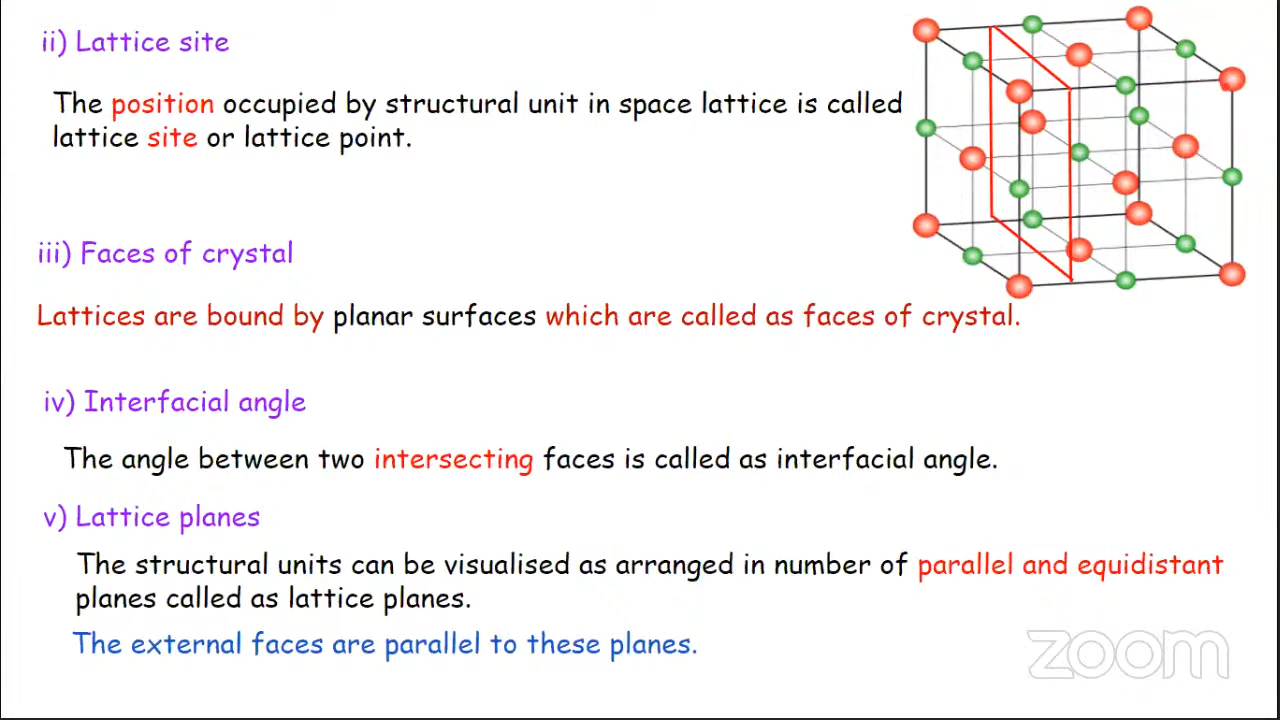 ii) Lattice site
The position occupied by structural unit in space lattice is called
lattice site or lattice point.
iii) Faces of crystal
Lattices are bound by planar surfaces which are called as faces of crystal.
iv) Interfacial angle
The angle between two intersecting faces is called as interfacial angle.
v) Lattice planes
The structural units can be visualised as arranged in number of parallel and equidistant
planes called as lattice planes.
The external faces are parallel to these planes.
zoom